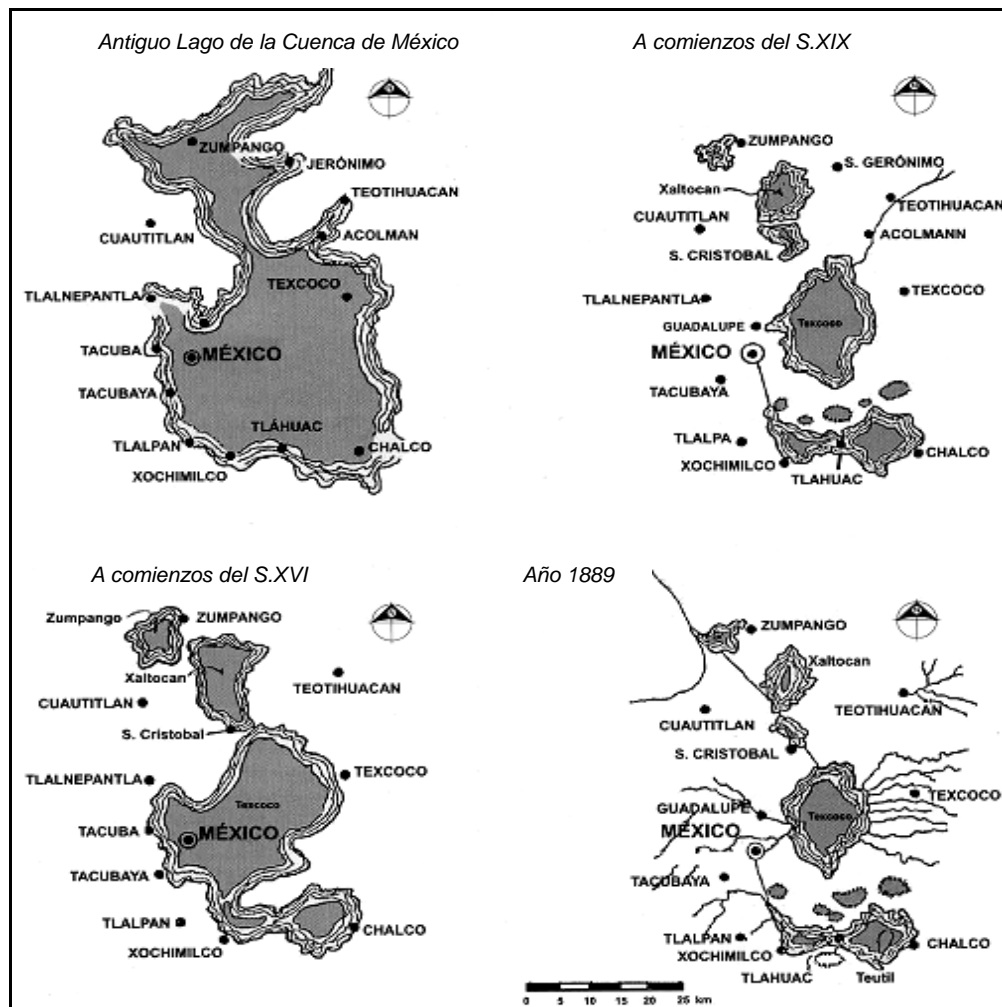 Antiguo Lago de la Cuenca de México
ZUMPANGO
JERÓNIMO
TEOTIHUACAN
CUAUTITLAN
ACOLMAN
TEXCOCO
TLALNEPANTLA
MÉXICO
TACUBA
TACUBAYA
TLÁHUAC
TLALPAN
CHALCO
XOCHIMILCO
A comienzos del S.XIX
ZUMPANGO
S. GERÓNIMO
Xaltocan
TEOTIHUACAN
CUAUTITLAN
ACOLMANN
S. CRISTOBAL
TEXCOCO
TLALNEPANTLA
Texcoco
GUADALUPE
MÉXICO
TACUBAYA
TLALPA
CHALCO
XOCHIMILCO
TLAHUAC
A comienzos del S.XVI
Zumpango
ZUMPANGO
Xaltocan
TEOTIHUACAN
CUAUTITLAN
S. Cristobal
TLALNEPANTLA
TEXCOCO
Texcoco
TACUBA
MÉXICO
TACUBAYA
TLALPAN
CHALCO
XOCHIMILCO
Año 1889
ZUMPANGO
Xaltocan
TEOTIHUACAN
CUAUTITLAN
S. CRISTOBAL
TEXCOCO
GUADALUPE
Texcoco
MÉXICO
TACUBAYA
TLALPAN
CHALCO
XOCHIMILCO
TLAHUAC
Teutil
0 5 10 15 20 25 km